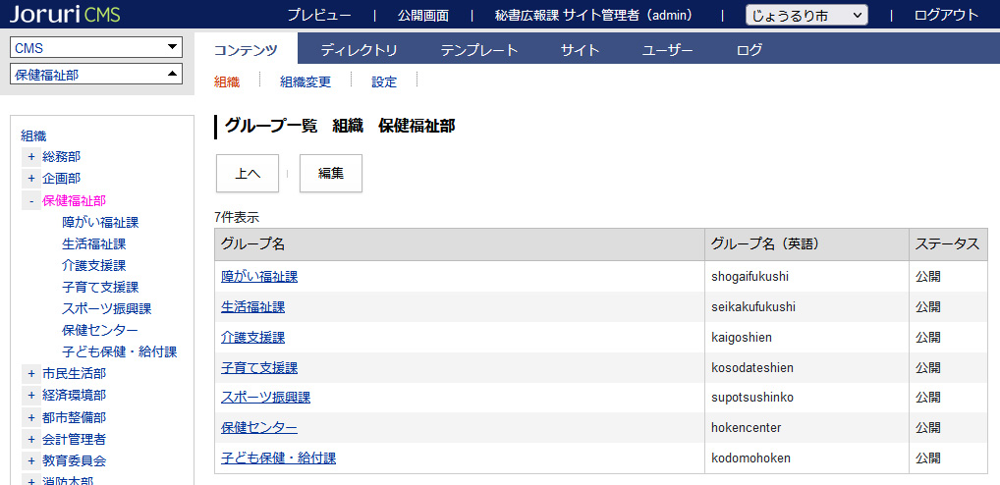 Joruri CMS
プレビュー | 公開画面 | 秘書広報課 サイト管理者（admin） | じょうるり市 | ログアウト
CMS
保健福祉部
コンテンツ ディレクトリ テンプレート サイト ユーザー ログ
組織 組織変更 設定
組織
+ 総務部
+ 企画部
- 保健福祉部
障がい福祉課
生活福祉課
介護支援課
子育て支援課
スポーツ振興課
保健センター
子ども保健・給付課
+ 市民生活部
+ 経済環境部
+ 都市整備部
+ 会計管理者
+ 教育委員会
+ 消防本部
グループ一覧 組織 保健福祉部
上へ | 編集
7件表示
グループ名 グループ名（英語） ステータス
障がい福祉課 shogaifukushi 公開
生活福祉課 seikakufukushi 公開
介護支援課 kaigoshien 公開
子育て支援課 kosodateshien 公開
スポーツ振興課 supotsushinko 公開
保健センター hokencenter 公開
子ども保健・給付課 kodomohoken 公開